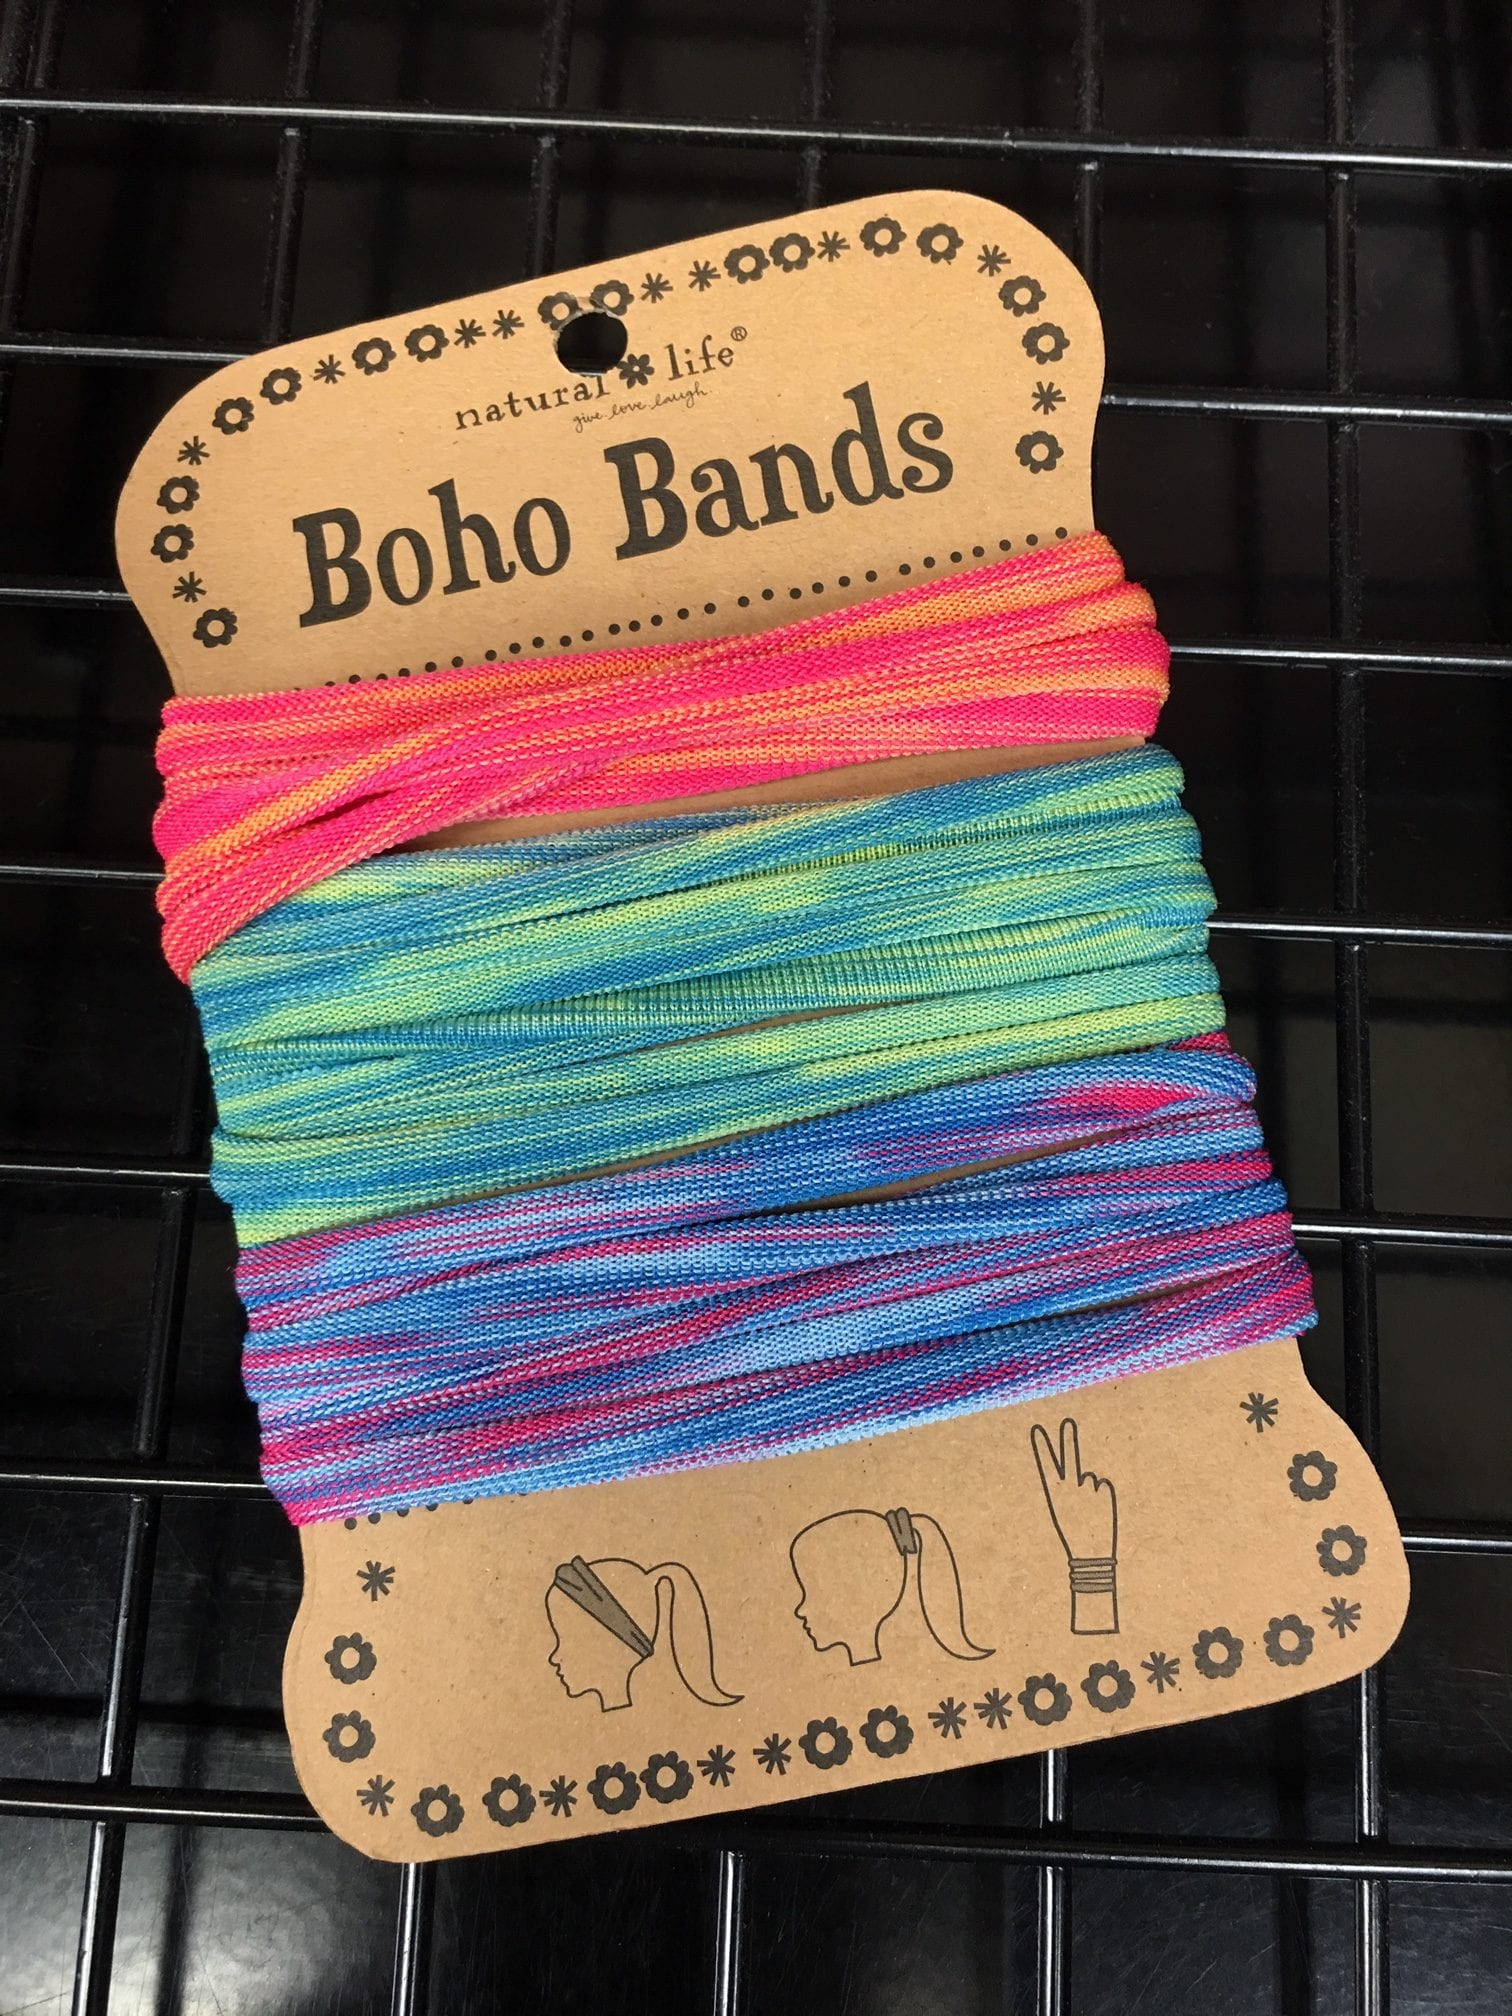 natural life®
give.love.laugh.
Boho Bands